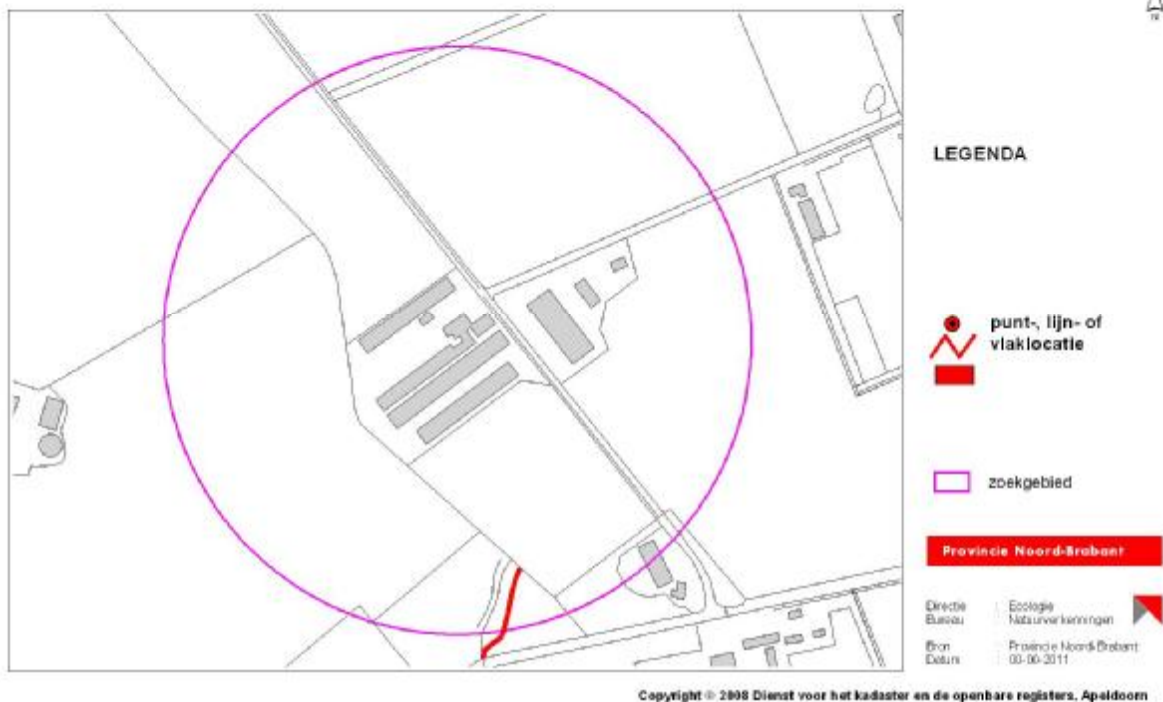 N
LEGENDA
punt-, lijn- of
vlaklocatie
zoekgebied
Provincie Noord-Brabant
Directie : Ecologie
Bureau : Natuurverkenningen
Bron : Provincie Noord-Brabant
Datum : -2011
Copyright © 2008 Dienst voor het kadaster en de openbare registers, Apeldoorn